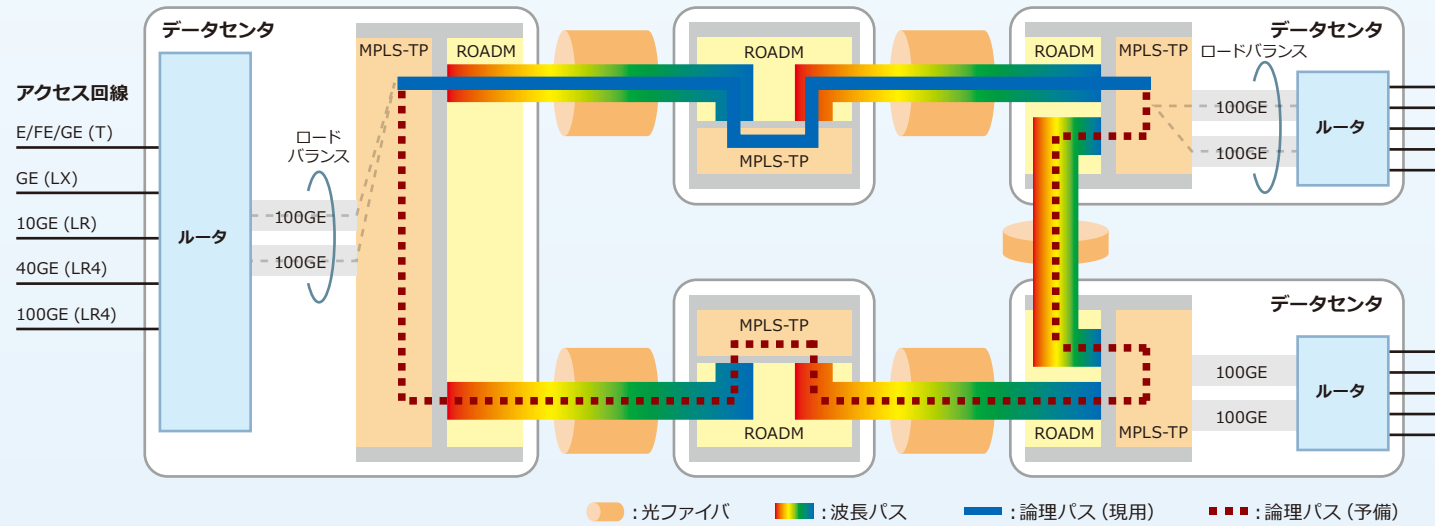 データセンタ
MPLS-TP
ROADM
アクセス回線
E/FE/GE (T)
GE (LX)
10GE (LR)
40GE (LR4)
100GE (LR4)
ルータ
ロード
バランス
100GE
100GE
ROADM
MPLS-TP
データセンタ
ROADM
MPLS-TP
ロードバランス
100GE
100GE
ルータ
MPLS-TP
ROADM
データセンタ
ROADM
MPLS-TP
100GE
100GE
ルータ
:光ファイバ
:波長パス
:論理パス (現用)
:論理パス (予備)